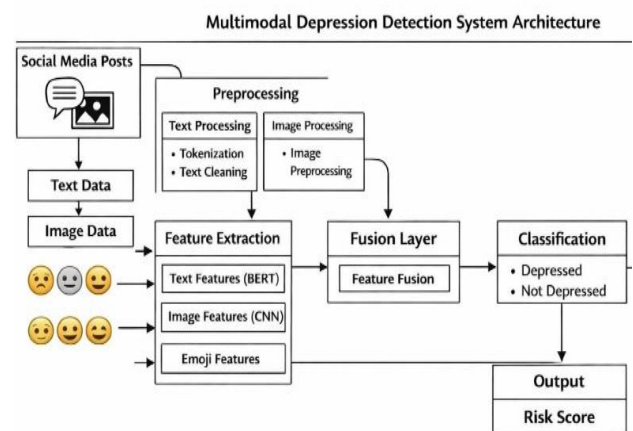 Multimodal Depression Detection System Architecture
Social Media Posts
Preprocessing
Text Processing
• Tokenization
• Text Cleaning
Image Processing
• Image
Preprocessing
Text Data
Image Data
Feature Extraction
Text Features (BERT)
Image Features (CNN)
Emoji Features
Fusion Layer
Feature Fusion
Classification
• Depressed
• Not Depressed
Output
Risk Score